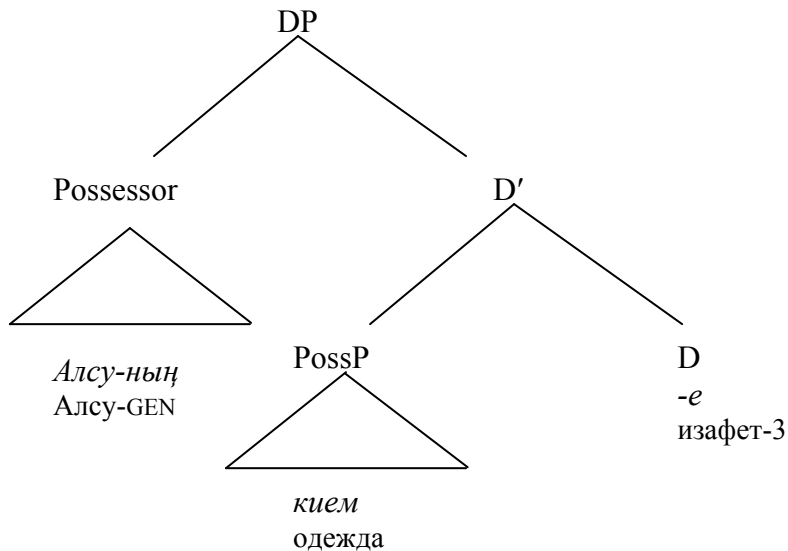 DP
Possessor
D′
Алсу-ның
Алсу-GEN
PossP
D
-е
изафет-3
кием
одежда